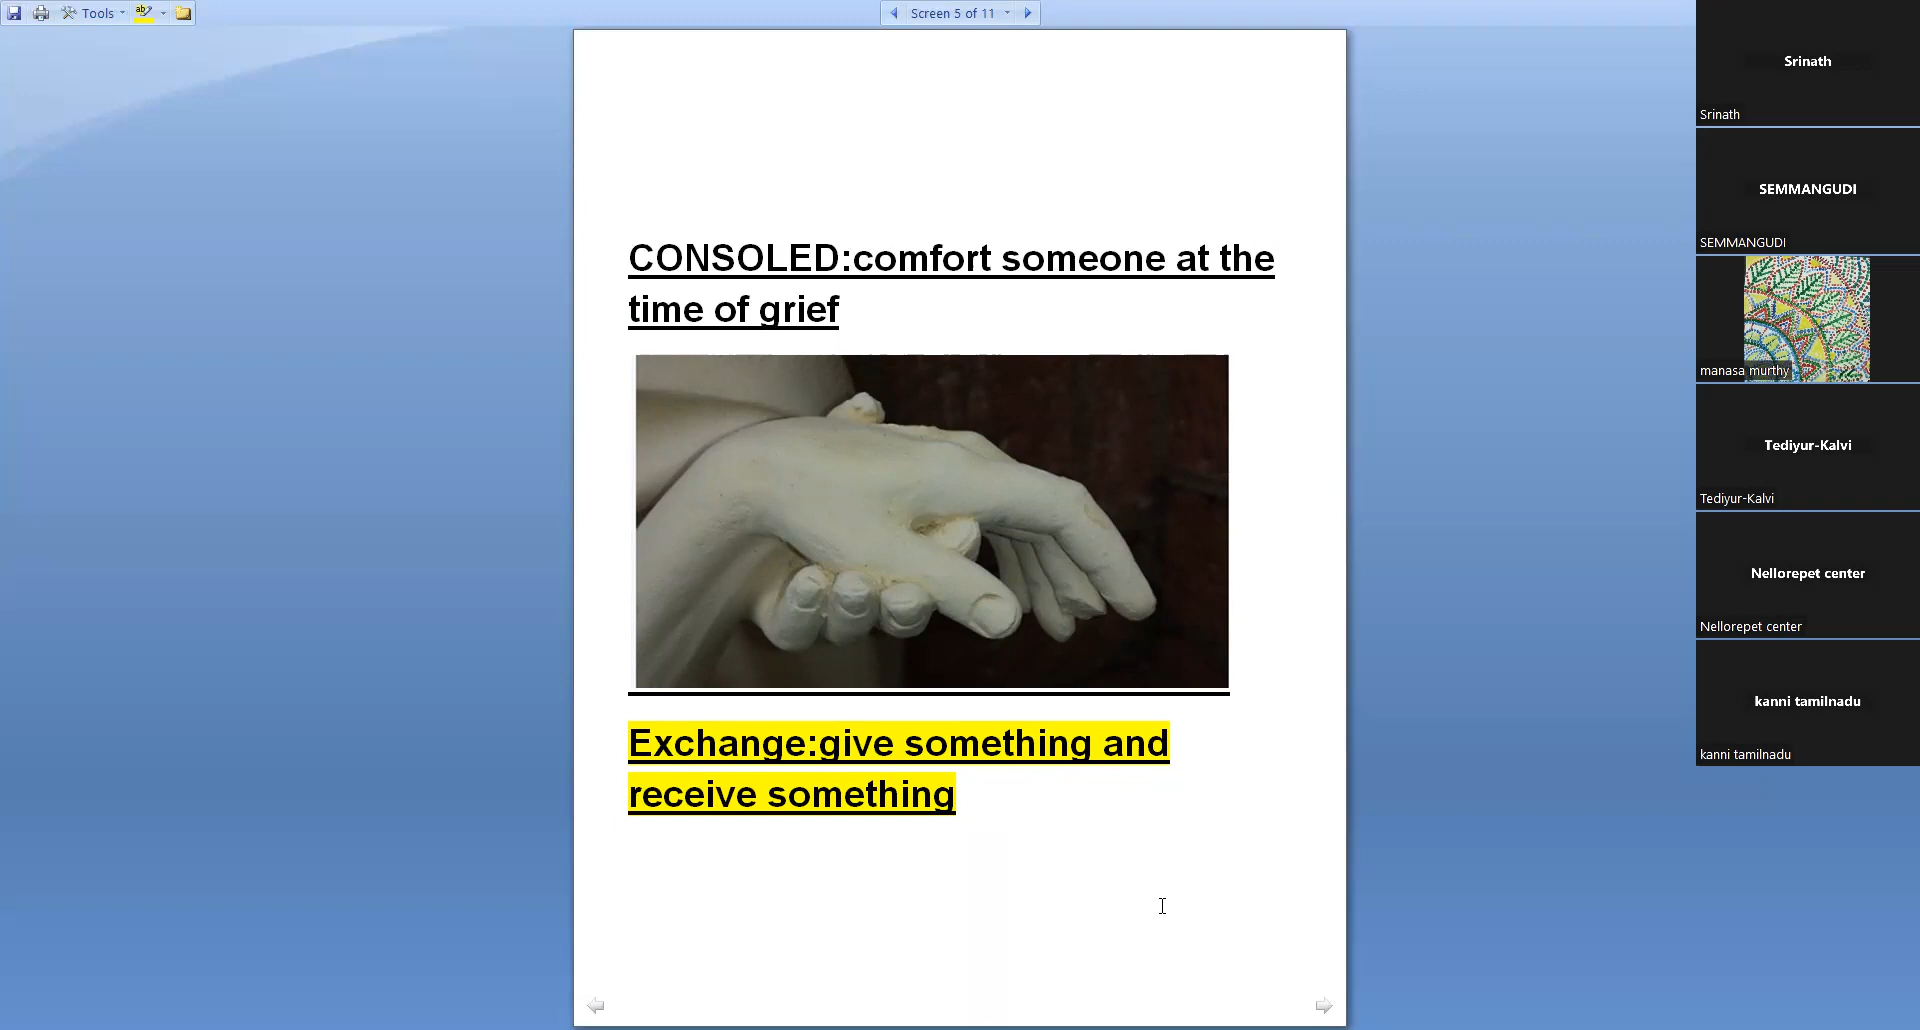 Tools
ab
Screen 5 of 11
CONSOLED:comfort someone at the
time of grief
Exchange:give something and
receive something
Srinath
Srinath
SEMMANGUDI
SEMMANGUDI
manasa murthy
Tediyur-Kalvi
Tediyur-Kalvi
Nellorepet center
Nellorepet center
kanni tamilnadu
kanni tamilnadu